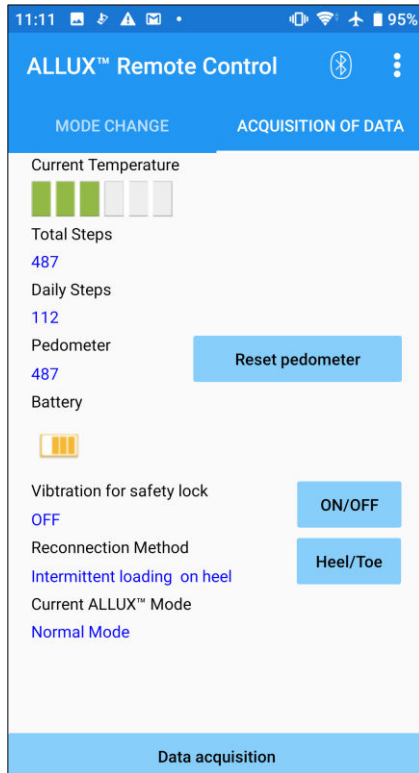 11:11 95%
ALLUX™ Remote Control
MODE CHANGE ACQUISITION OF DATA
Current Temperature
Total Steps
487
Daily Steps
112
Pedometer
Reset pedometer
487
Battery
Vibtration for safety lock
ON/OFF
OFF
Reconnection Method
Heel/Toe
Intermittent loading on heel
Current ALLUX™ Mode
Normal Mode
Data acquisition